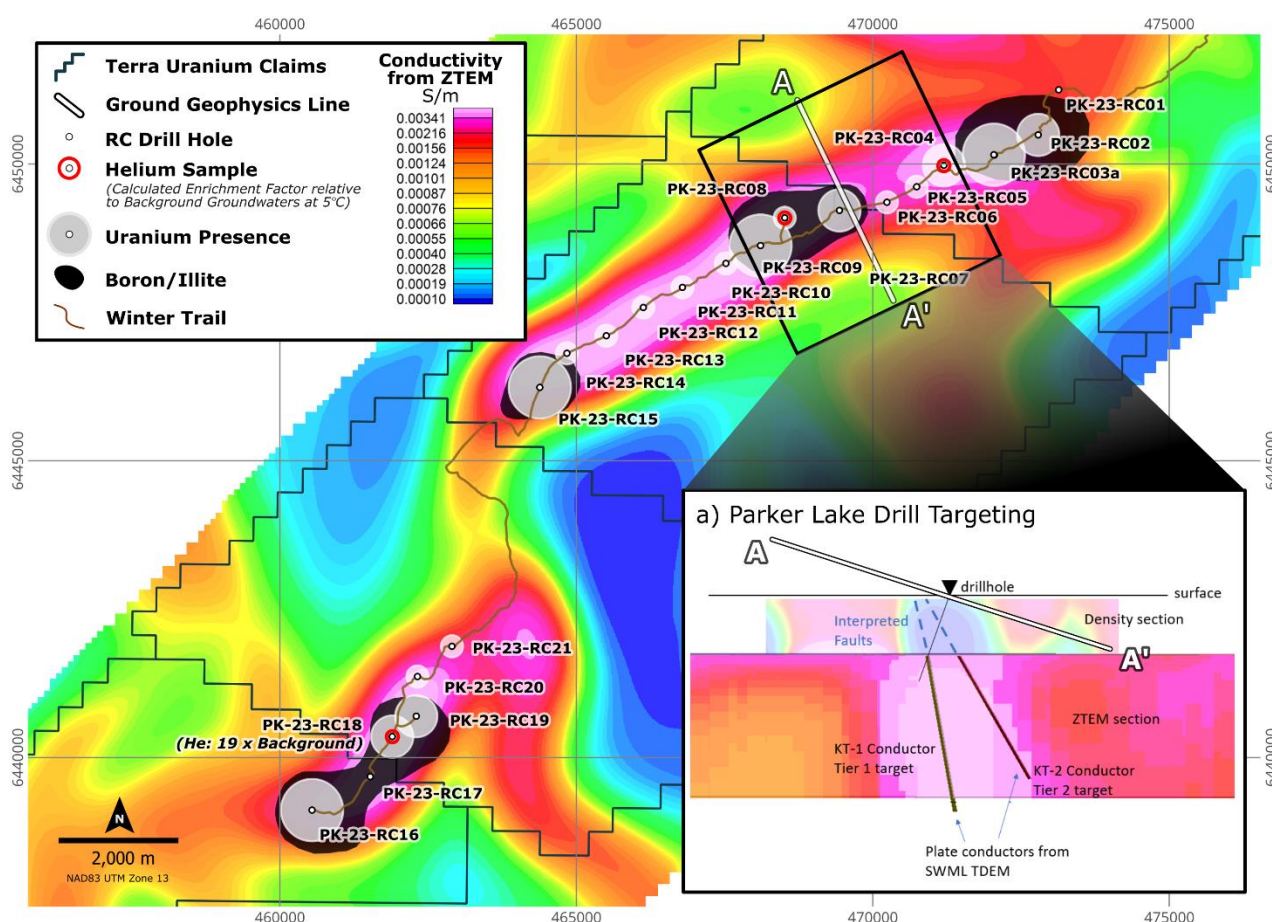 460000
465000
470000
475000
Terra Uranium Claims
Ground Geophysics Line
RC Drill Hole
Helium Sample
(Calculated Enrichment Factor relative
to Background Groundwaters at 5°C)
Uranium Presence
Boron/Illite
Winter Trail
Conductivity
from ZTEM
S/m
0.00341
0.00216
0.00156
0.00124
0.00101
0.00087
0.00076
0.00066
0.00055
0.00040
0.00028
0.00019
0.00010
6450000
6450000
A
PK-23-RC01
PK-23-RC02
PK-23-RC03a
PK-23-RC04
PK-23-RC05
PK-23-RC06
PK-23-RC08
PK-23-RC07
PK-23-RC09
PK-23-RC10
PK-23-RC11
PK-23-RC12
PK-23-RC13
PK-23-RC14
PK-23-RC15
A'
6445000
6445000
PK-23-RC21
PK-23-RC20
PK-23-RC19
PK-23-RC18
(He: 19 x Background)
PK-23-RC17
PK-23-RC16
6440000
6440000
N
2,000 m
NAD83 UTM Zone 13
a) Parker Lake Drill Targeting
A
drillhole
surface
Interpreted
Faults
Density section
A'
ZTEM section
KT-1 Conductor
Tier 1 target
KT-2 Conductor
Tier 2 target
Plate conductors from
SWML TDEM
460000
465000
470000
475000